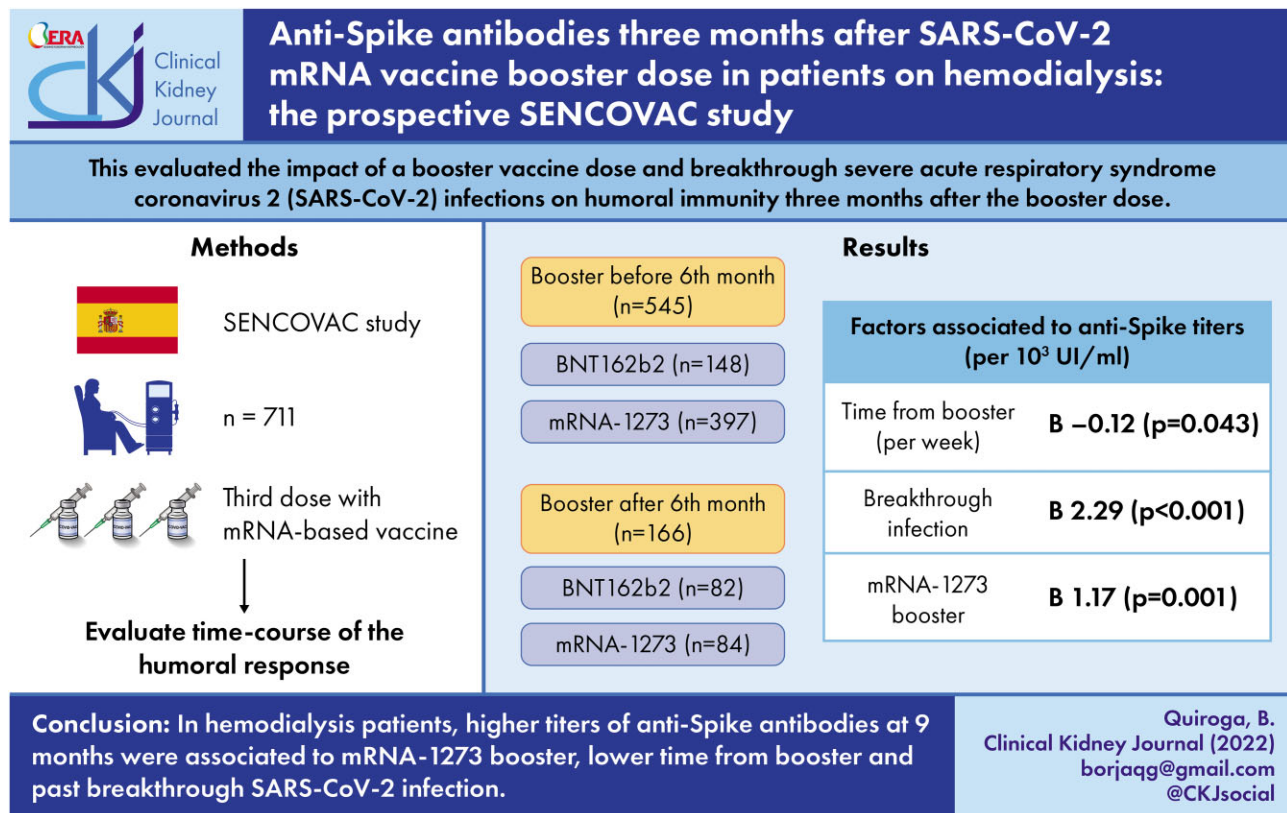 ERA
CKJ
Clinical
Kidney
Journal
Anti-Spike antibodies three months after SARS-CoV-2
mRNA vaccine booster dose in patients on hemodialysis:
the prospective SENCOVAC study
This evaluated the impact of a booster vaccine dose and breakthrough severe acute respiratory syndrome
coronavirus 2 (SARS-CoV-2) infections on humoral immunity three months after the booster dose.
Methods
SENCOVAC study
n = 711
Third dose with
mRNA-based vaccine
Evaluate time-course of the
humoral response
Results
Booster before 6th month
(n=545)
BNT162b2 (n=148)
mRNA-1273 (n=397)
Booster after 6th month
(n=166)
BNT162b2 (n=82)
mRNA-1273 (n=84)
Factors associated to anti-Spike titers
(per 10³ UI/ml)
Time from booster
(per week)
B −0.12 (p=0.043)
Breakthrough
infection
B 2.29 (p<0.001)
mRNA-1273
booster
B 1.17 (p=0.001)
Conclusion: In hemodialysis patients, higher titers of anti-Spike antibodies at 9
months were associated to mRNA-1273 booster, lower time from booster and
past breakthrough SARS-CoV-2 infection.
Quiroga, B.
Clinical Kidney Journal (2022)
borjaqg@gmail.com
@CKJsocial